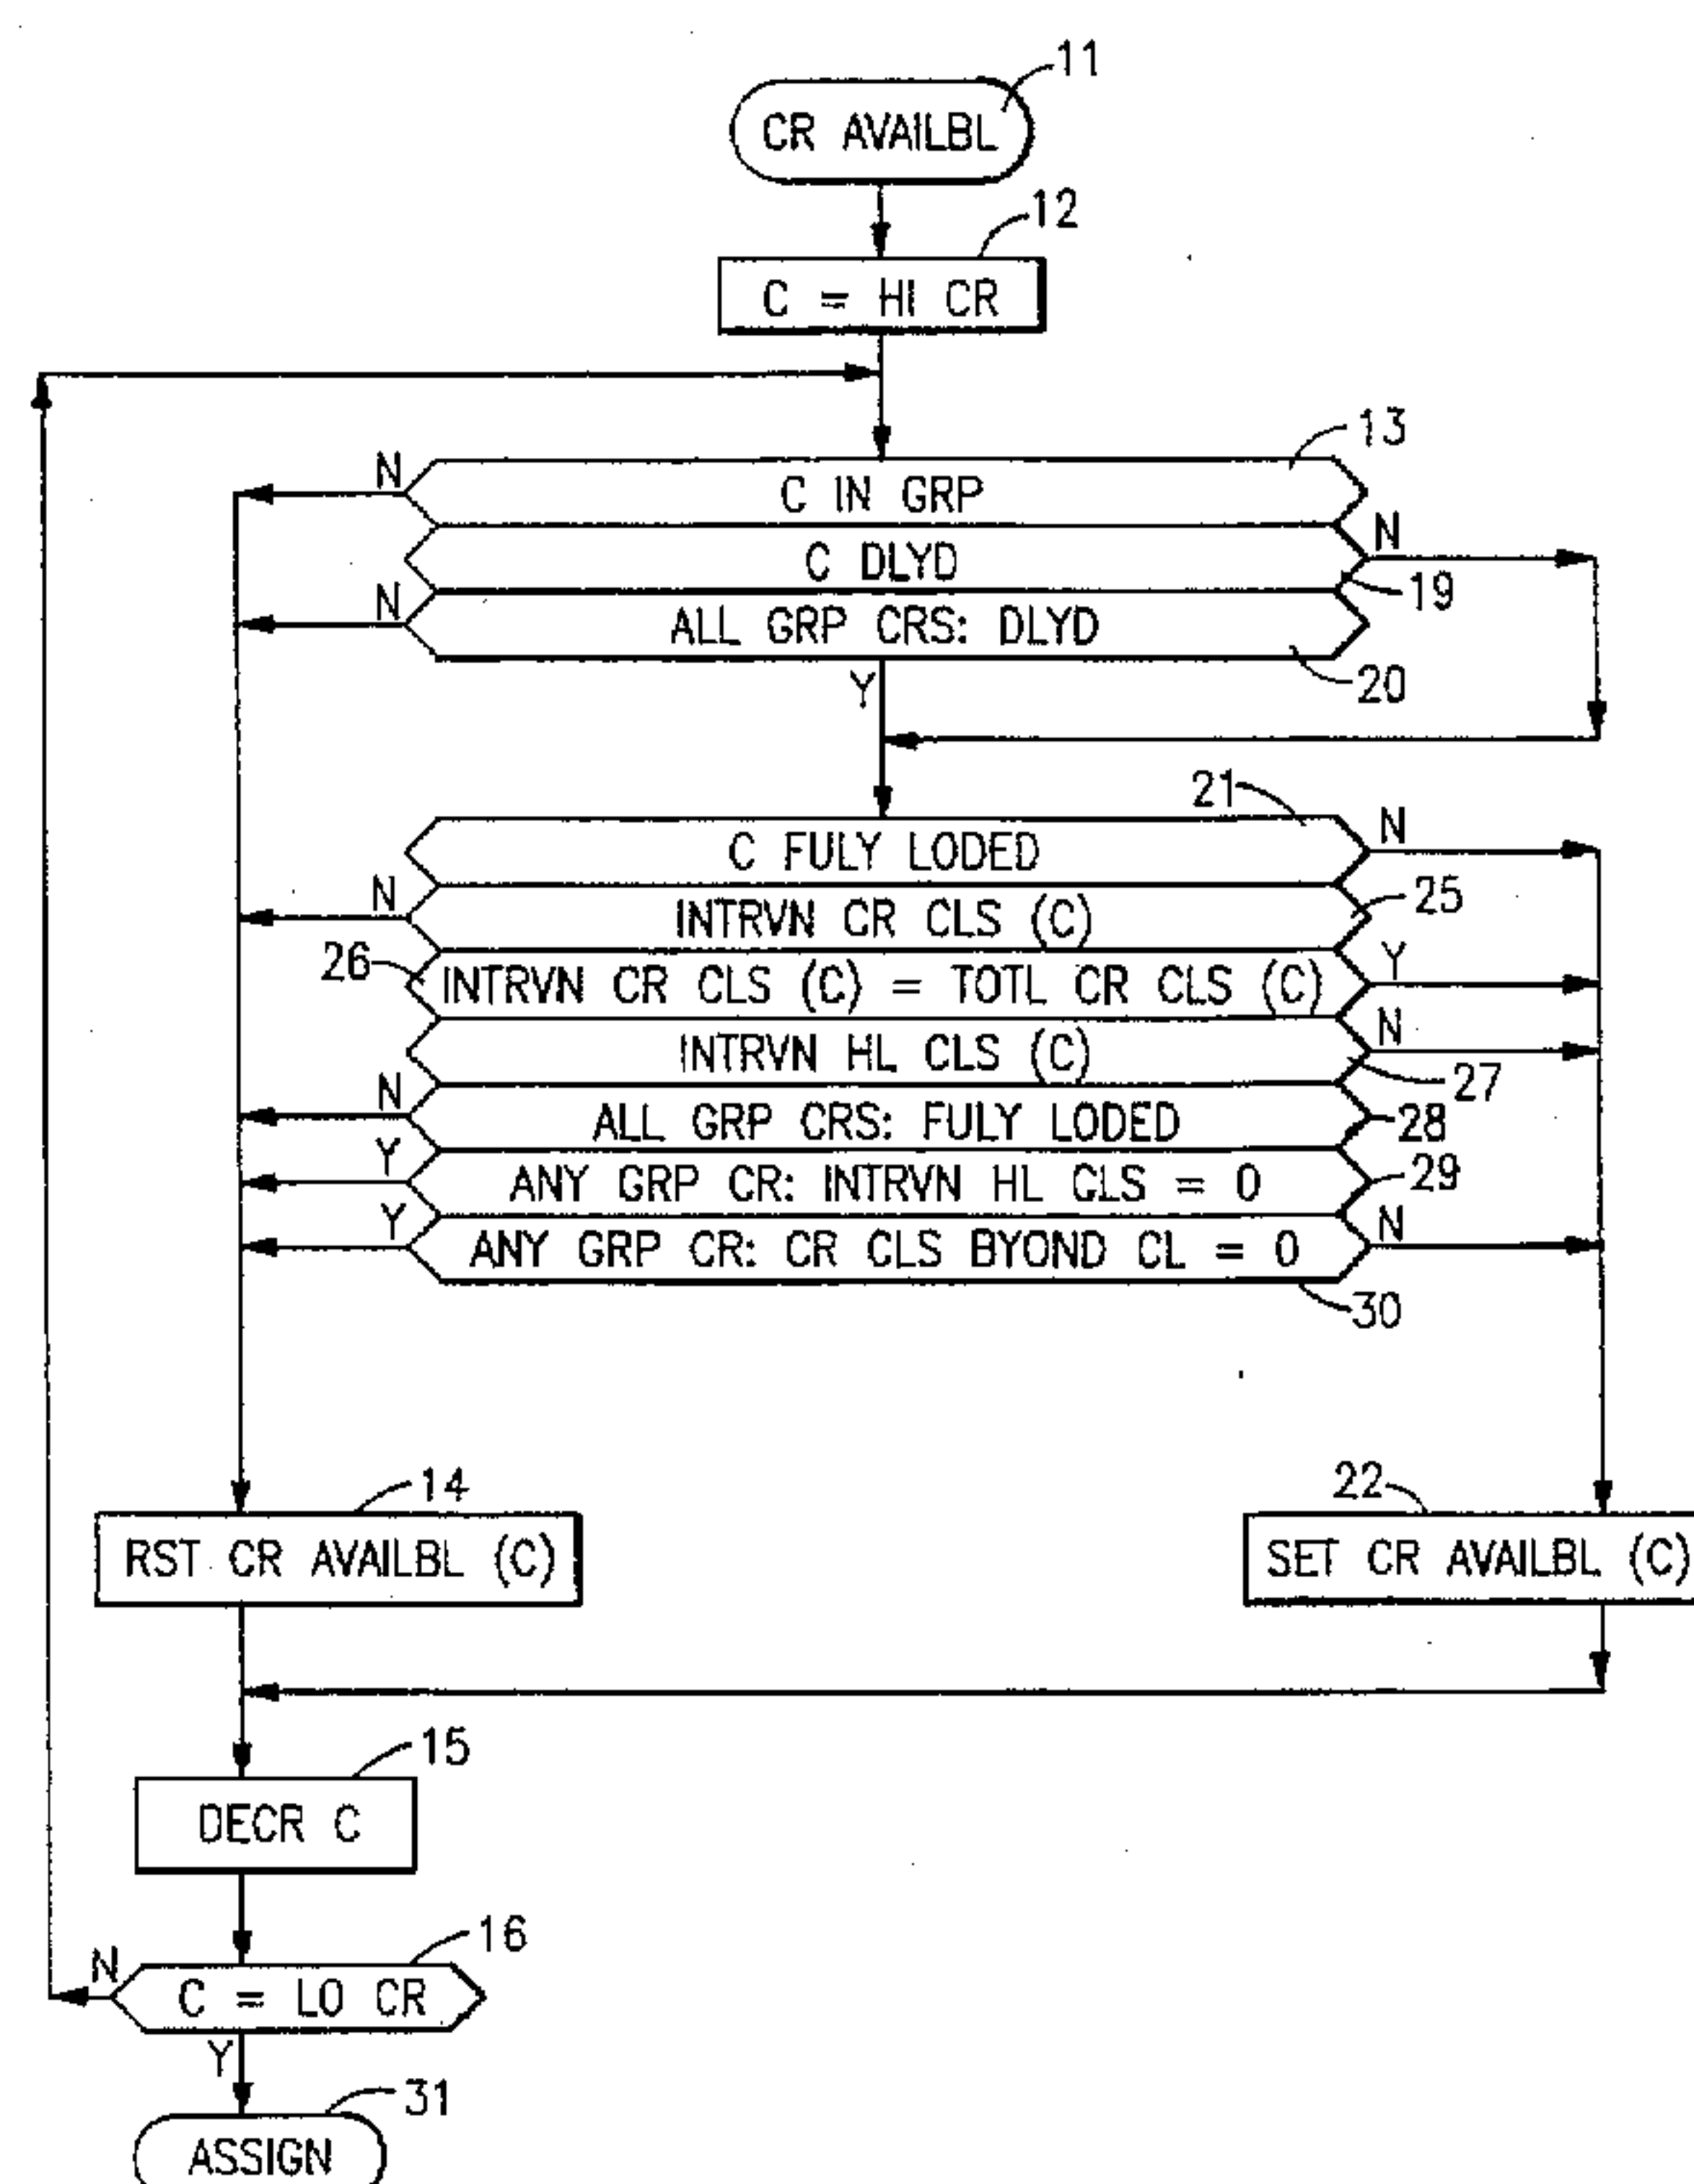 11
CR AVAILBL
12
C = HI CR
13
N
C IN GRP
N
C DLYD
19
N
ALL GRP CRS: DLYD
20
Y
21
C FULY LODED
N
N
INTRVN CR CLS (C)
25
26
INTRVN CR CLS (C) = TOTL CR CLS (C)
Y
INTRVN HL CLS (C)
N
27
N
ALL GRP CRS: FULY LODED
28
Y
ANY GRP CR: INTRVN HL CLS = 0
29
Y
ANY GRP CR: CR CLS BYOND CL = 0
N
30
14
22
RST CR AVAILBL (C)
SET CR AVAILBL (C)
15
DECR C
16
N
C = LO CR
Y
31
ASSIGN